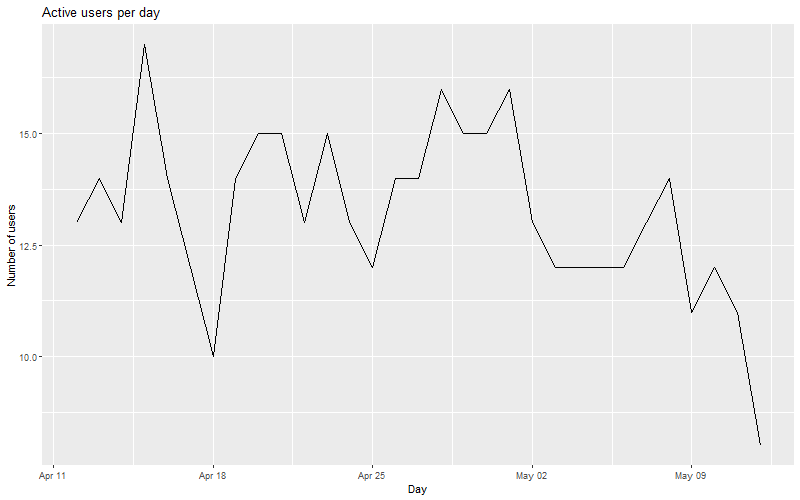 Active users per day
15.0
12.5
10.0
Number of users
Apr 11 Apr 18 Apr 25 May 02 May 09
Day